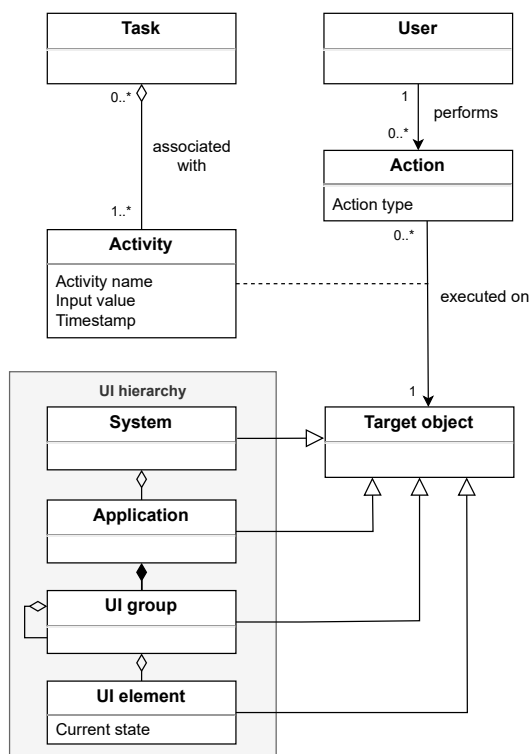 Task
User
0..*
1
associated
with
performs
0..*
Action
Action type
1..*
0..*
Activity
Activity name
Input value
Timestamp
executed on
UI hierarchy
1
System
Target object
Application
UI group
UI element
Current state